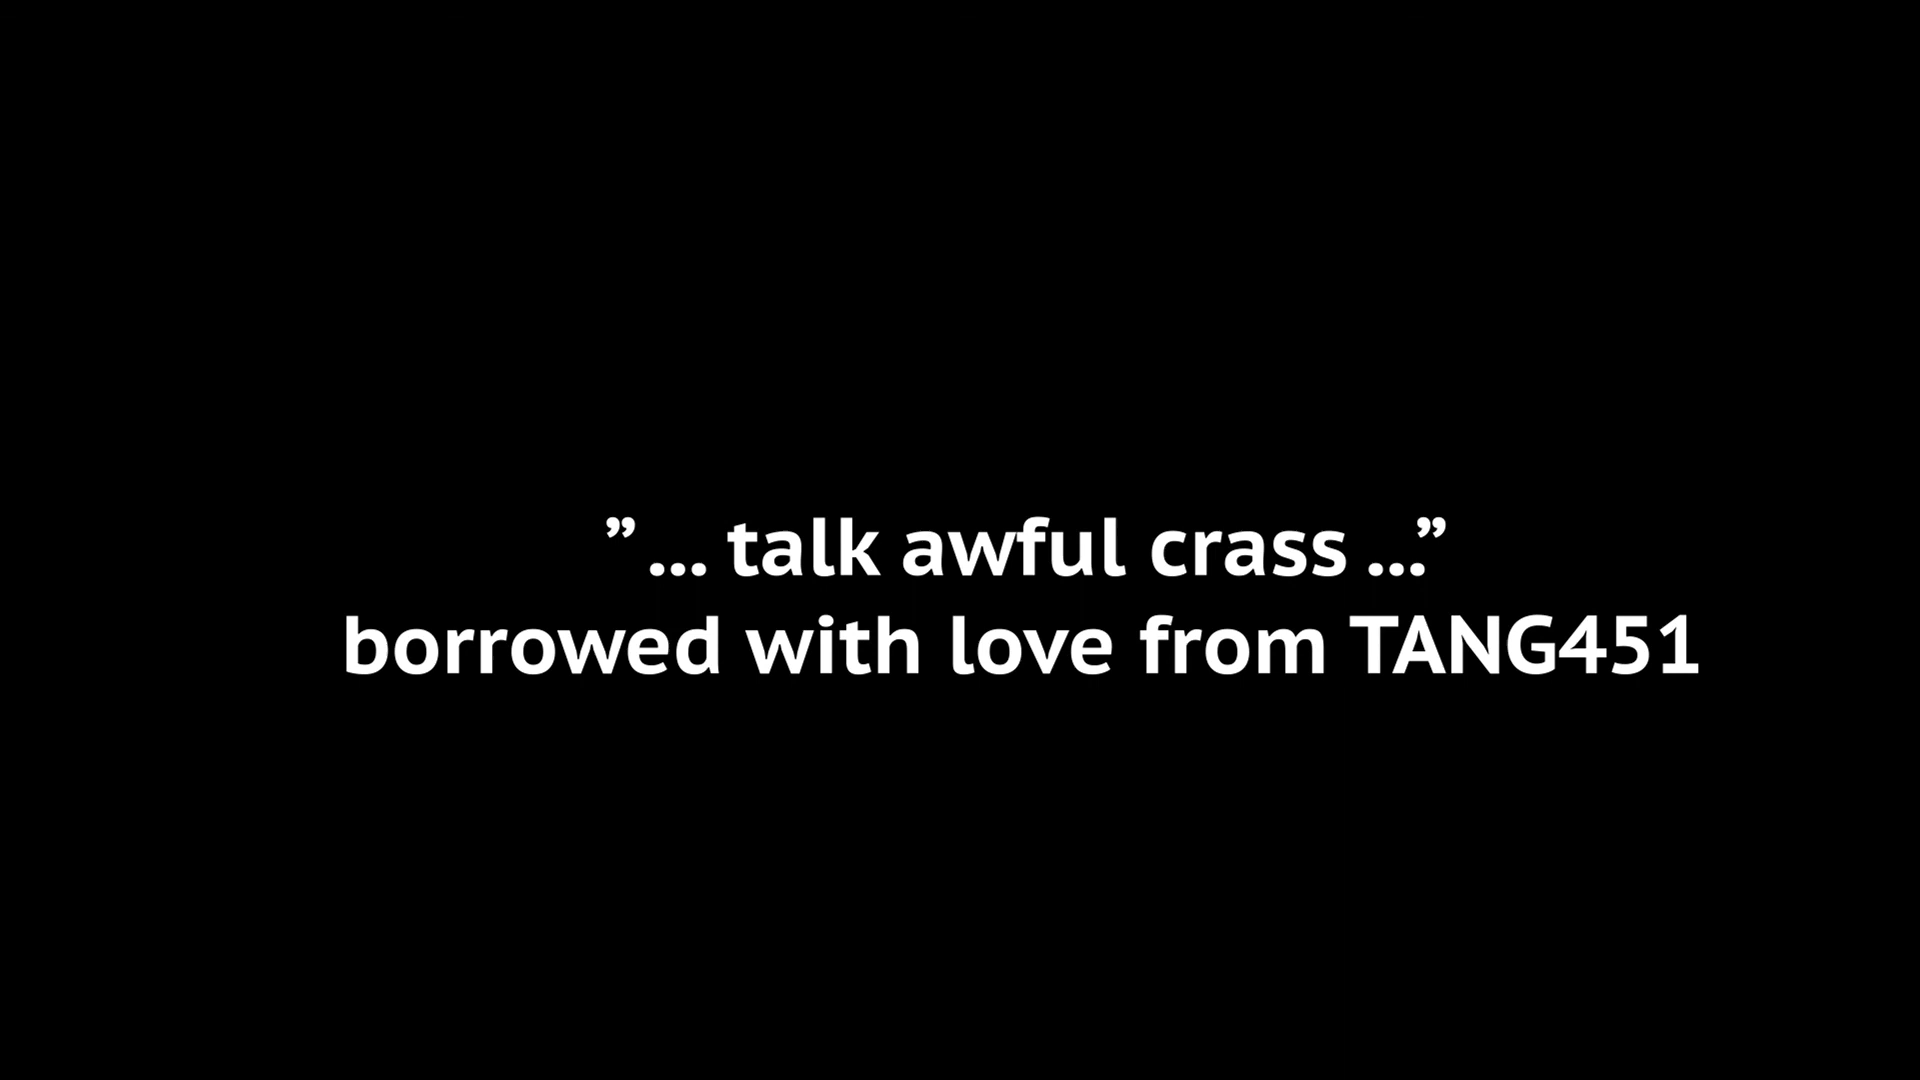 ”... talk awful crass ...”
borrowed with love from TANG451